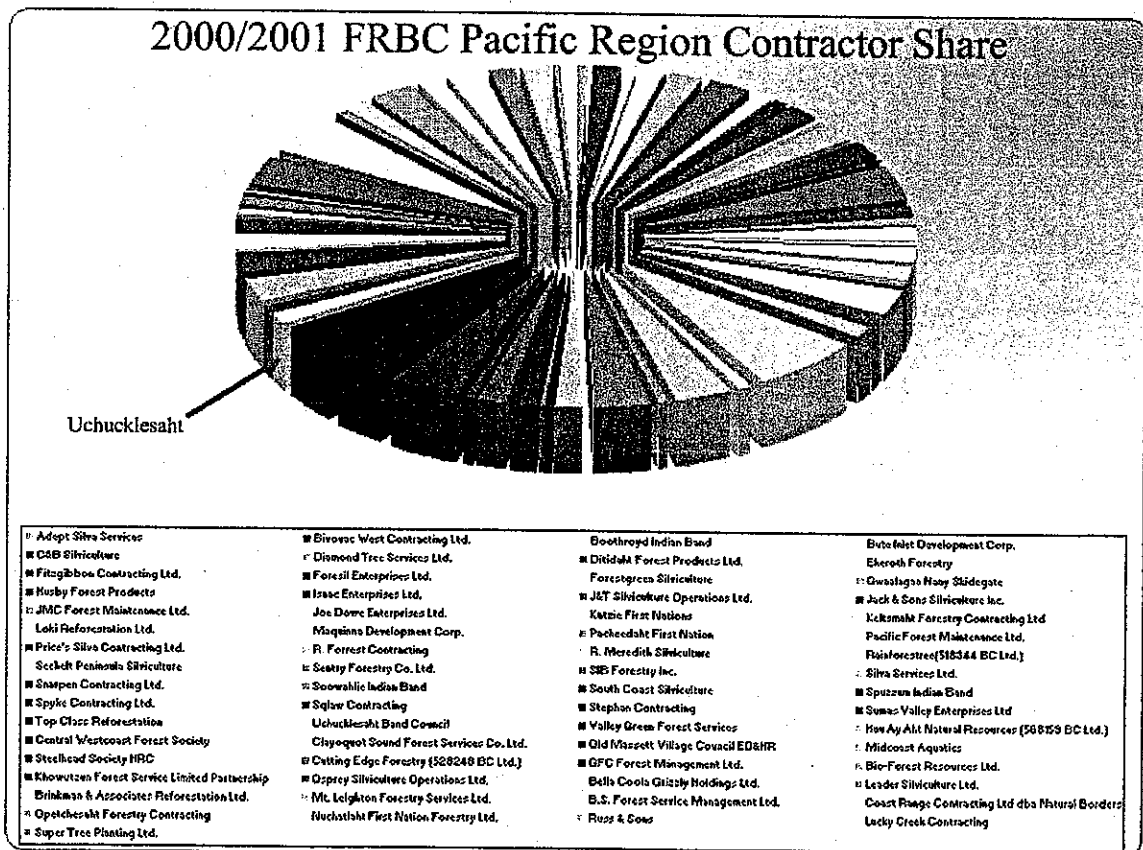 2000/2001 FRBC Pacific Region Contractor Share
Uchucklesaht
Adept Silva Services
Bivouac West Contracting Ltd.
Boothroyd Indian Band
Bute Inlet Development Corp.
C&B Silviculture
Diamond Tree Services Ltd.
Ditidaht Forest Products Ltd.
Ekeroth Forestry
Fitzgibbon Contracting Ltd.
Foresil Enterprises Ltd.
Forestgreen Silviculture
Gwaalagaa Naay Skidegate
Husby Forest Products
Isaac Enterprises Ltd.
J&T Silviculture Operations Ltd.
Jack & Sons Silviculture Inc.
JMC Forest Maintenance Ltd.
Joe Dowe Enterprises Ltd.
Katzie First Nations
Keltsmaht Forestry Contracting Ltd
Loki Reforestation Ltd.
Maquinna Development Corp.
Pacheedaht First Nation
Pacific Forest Maintenance Ltd.
Price's Silva Contracting Ltd.
R. Forrest Contracting
R. Meredith Silviculture
Rainforestree(518344 BC Ltd.)
Sechelt Peninsula Silviculture
Sentry Forestry Co. Ltd.
SIB Forestry Inc.
Silva Services Ltd.
Snarpen Contracting Ltd.
Soowahlie Indian Band
South Coast Silviculture
Spuzzum Indian Band
Spyke Contracting Ltd.
Sqlaw Contracting
Stephan Contracting
Sumas Valley Enterprises Ltd
Top Class Reforestation
Uchucklesaht Band Council
Valley Green Forest Services
Huu Ay Aht Natural Resources (568159 BC Ltd.)
Central Westcoast Forest Society
Clayoquot Sound Forest Services Co. Ltd.
Old Massett Village Council ED&HR
Midcoast Aquatics
Steelhead Society HRC
Cutting Edge Forestry (528248 BC Ltd.)
GFC Forest Management Ltd.
Bio-Forest Resources Ltd.
Khowutzun Forest Service Limited Partnership
Osprey Silviculture Operations Ltd.
Bella Coola Grizzly Holdings Ltd.
Leader Silviculture Ltd.
Brinkman & Associates Reforestation Ltd.
Mt. Leighton Forestry Services Ltd.
B.S. Forest Service Management Ltd.
Coast Range Contracting Ltd dba Natural Borders
Opetchesaht Forestry Contracting
Nuchatlaht First Nation Forestry Ltd.
Russ & Sons
Lucky Creek Contracting
Super Tree Planting Ltd.